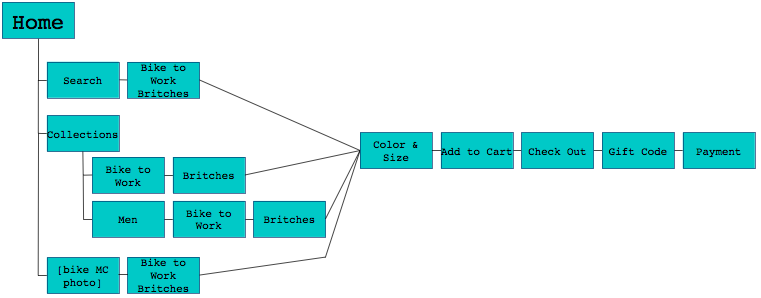 Home
Search
Bike to
Work
Britches
Collections
Bike to
Work
Britches
Men
Bike to
Work
Britches
[bike MC
photo]
Bike to
Work
Britches
Color &
Size
Add to Cart
Check Out
Gift Code
Payment